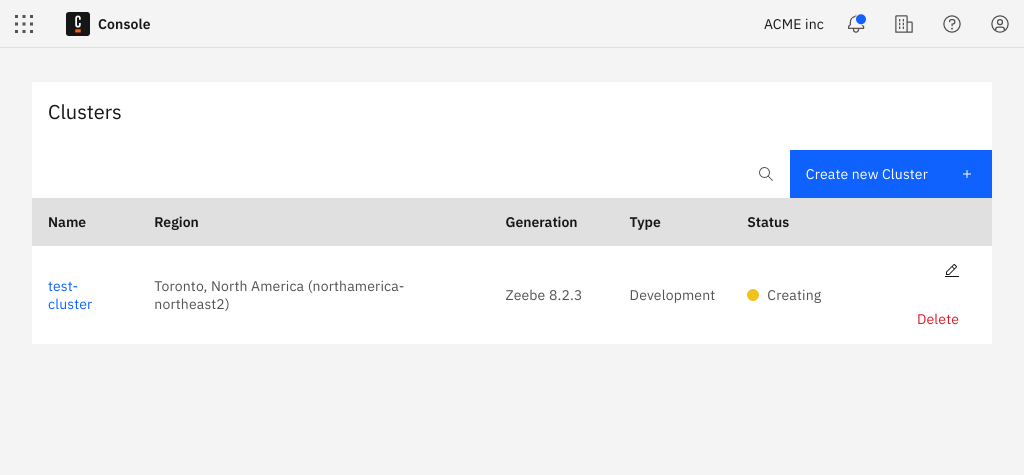 C Console
ACME inc
Clusters
Create new Cluster +
Name Region Generation Type Status
test-
cluster
Toronto, North America (northamerica-
northeast2)
Zeebe 8.2.3
Development
Creating
Delete